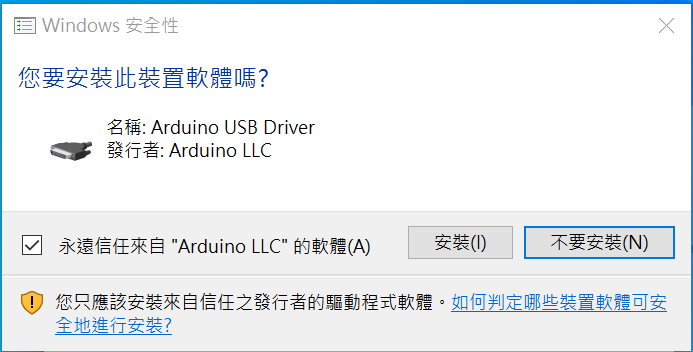 Windows 安全性
您要安裝此裝置軟體嗎?
名稱: Arduino USB Driver
發行者: Arduino LLC
永遠信任來自 "Arduino LLC" 的軟體(A)
安裝(I)
不要安裝(N)
您只應該安裝來自信任之發行者的驅動程式軟體。如何判定哪些裝置軟體可安
全地進行安裝?